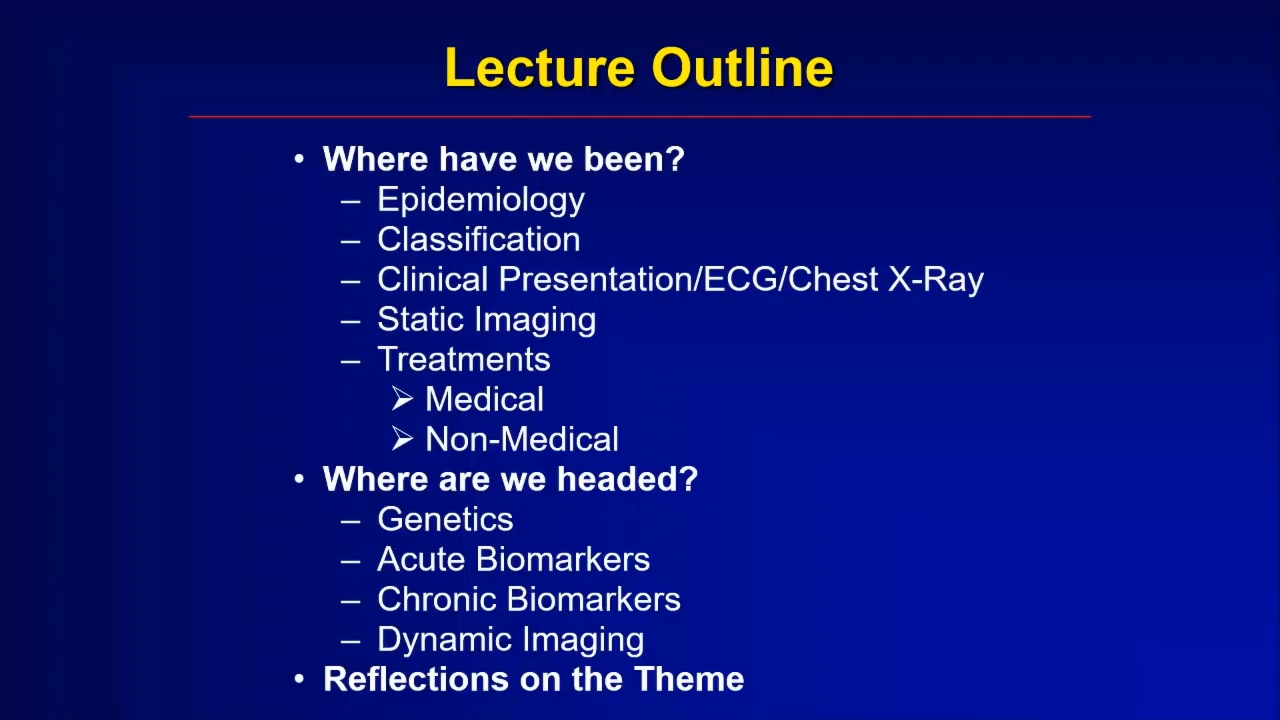 Lecture Outline
• Where have we been?
– Epidemiology
– Classification
– Clinical Presentation/ECG/Chest X-Ray
– Static Imaging
– Treatments
➢ Medical
➢ Non-Medical
• Where are we headed?
– Genetics
– Acute Biomarkers
– Chronic Biomarkers
– Dynamic Imaging
• Reflections on the Theme